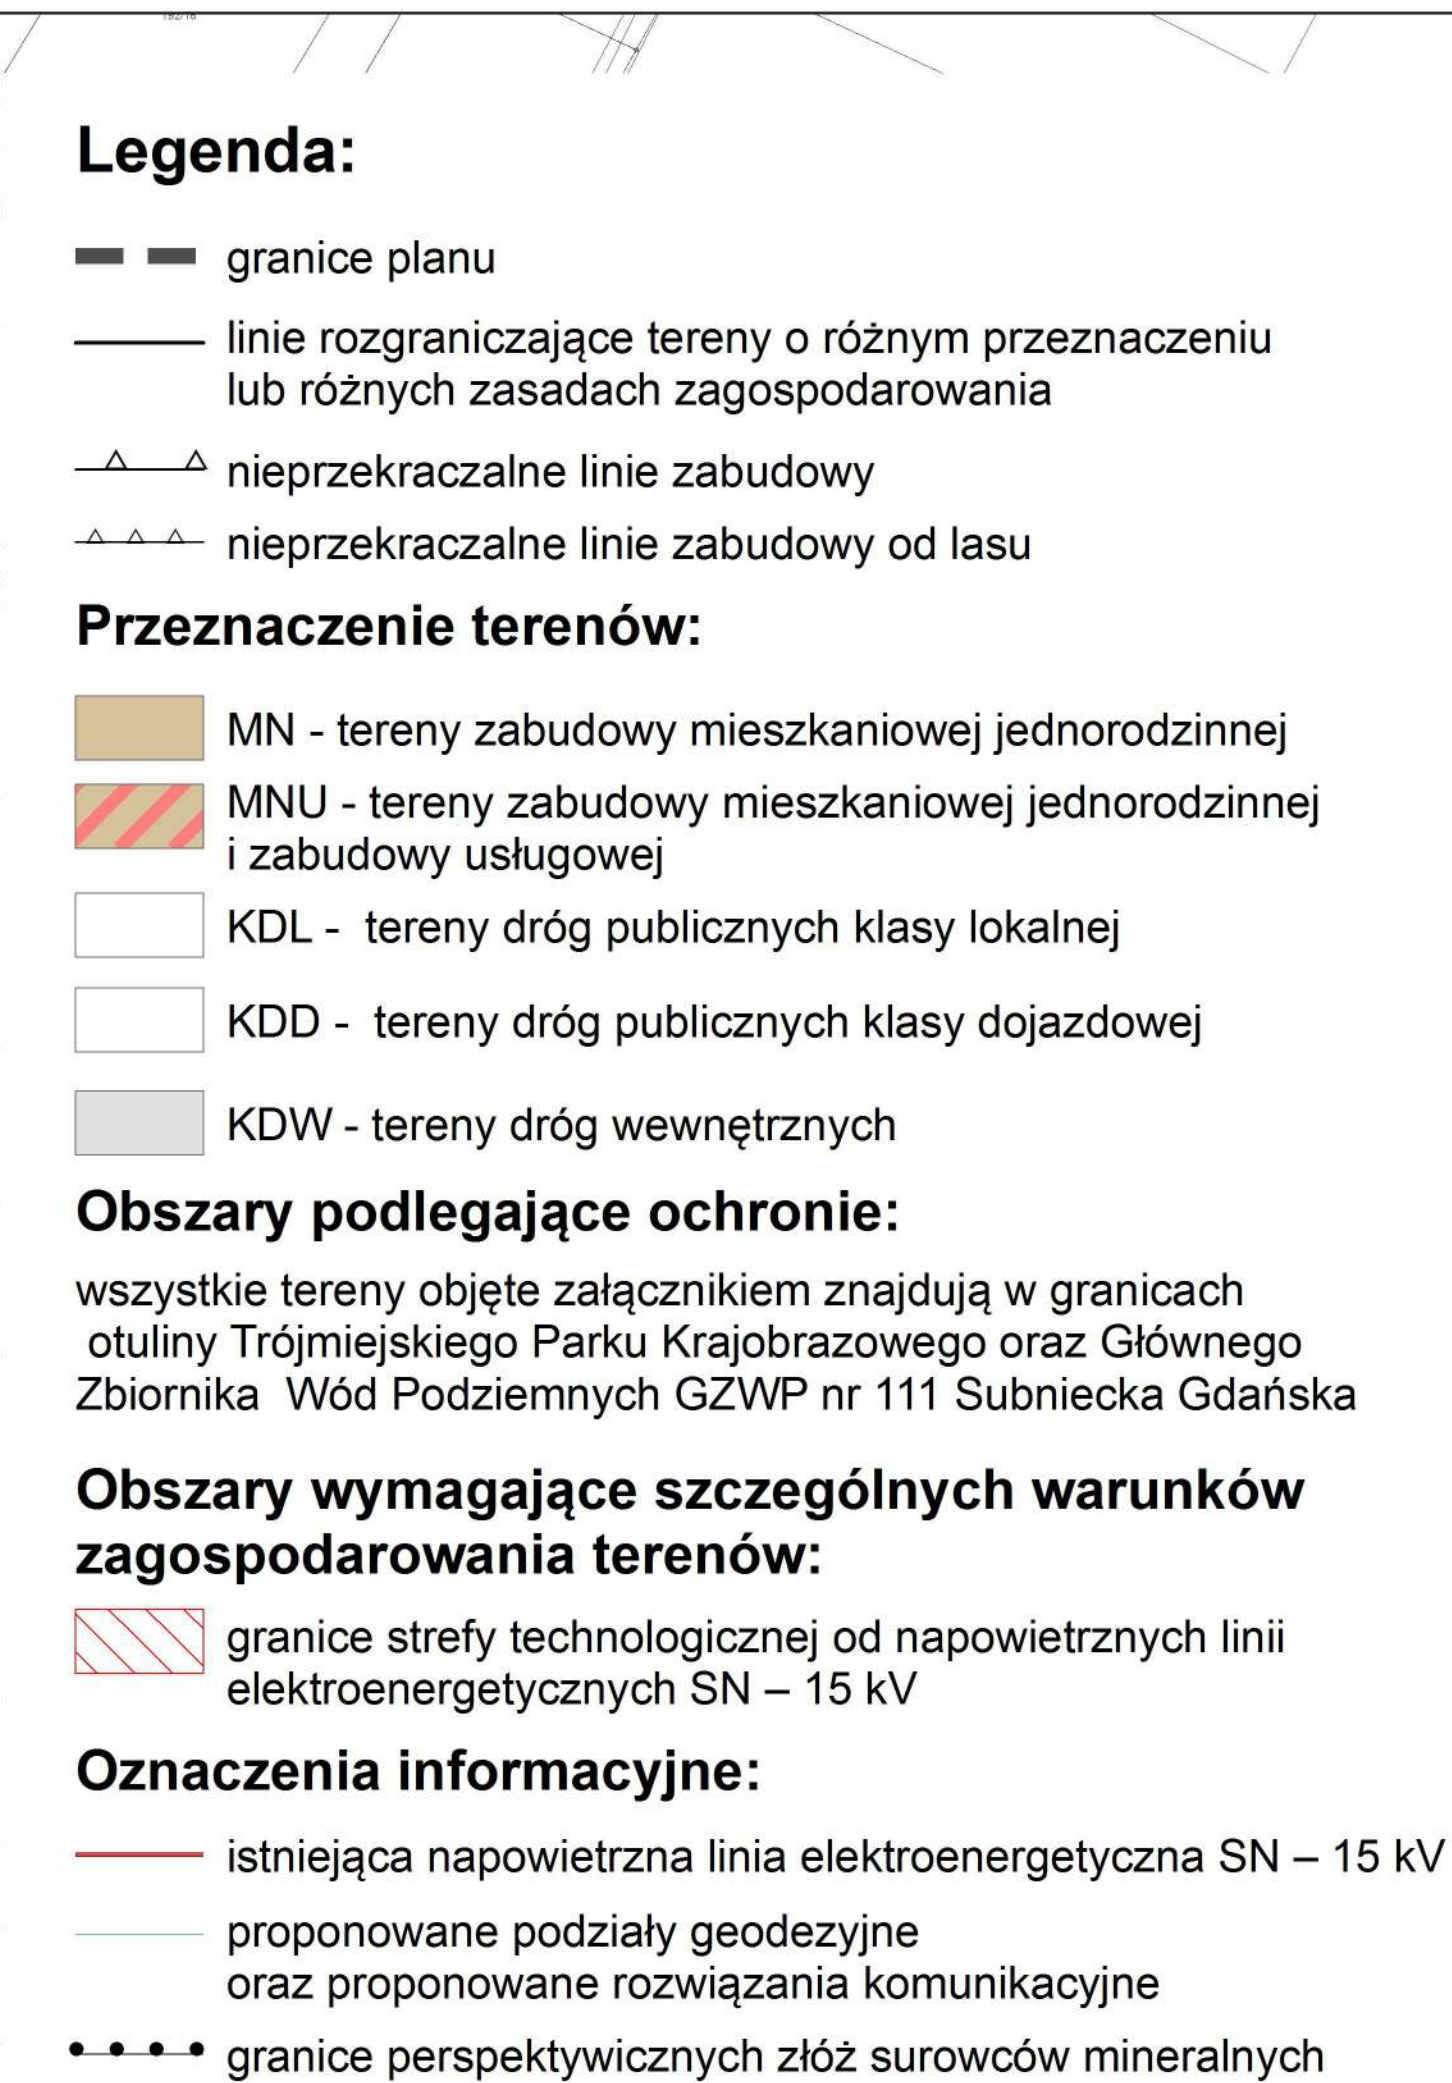 192/16
Legenda:
granice planu
linie rozgraniczające tereny o różnym przeznaczeniu
lub różnych zasadach zagospodarowania
nieprzekraczalne linie zabudowy
nieprzekraczalne linie zabudowy od lasu
Przeznaczenie terenów:
MN - tereny zabudowy mieszkaniowej jednorodzinnej
MNU - tereny zabudowy mieszkaniowej jednorodzinnej
i zabudowy usługowej
KDL - tereny dróg publicznych klasy lokalnej
KDD - tereny dróg publicznych klasy dojazdowej
KDW - tereny dróg wewnętrznych
Obszary podlegające ochronie:
wszystkie tereny objęte załącznikiem znajdują w granicach
otuliny Trójmiejskiego Parku Krajobrazowego oraz Głównego
Zbiornika Wód Podziemnych GZWP nr 111 Subniecka Gdańska
Obszary wymagające szczególnych warunków
zagospodarowania terenów:
granice strefy technologicznej od napowietrznych linii
elektroenergetycznych SN – 15 kV
Oznaczenia informacyjne:
istniejąca napowietrzna linia elektroenergetyczna SN – 15 kV
proponowane podziały geodezyjne
oraz proponowane rozwiązania komunikacyjne
granice perspektywicznych złóż surowców mineralnych